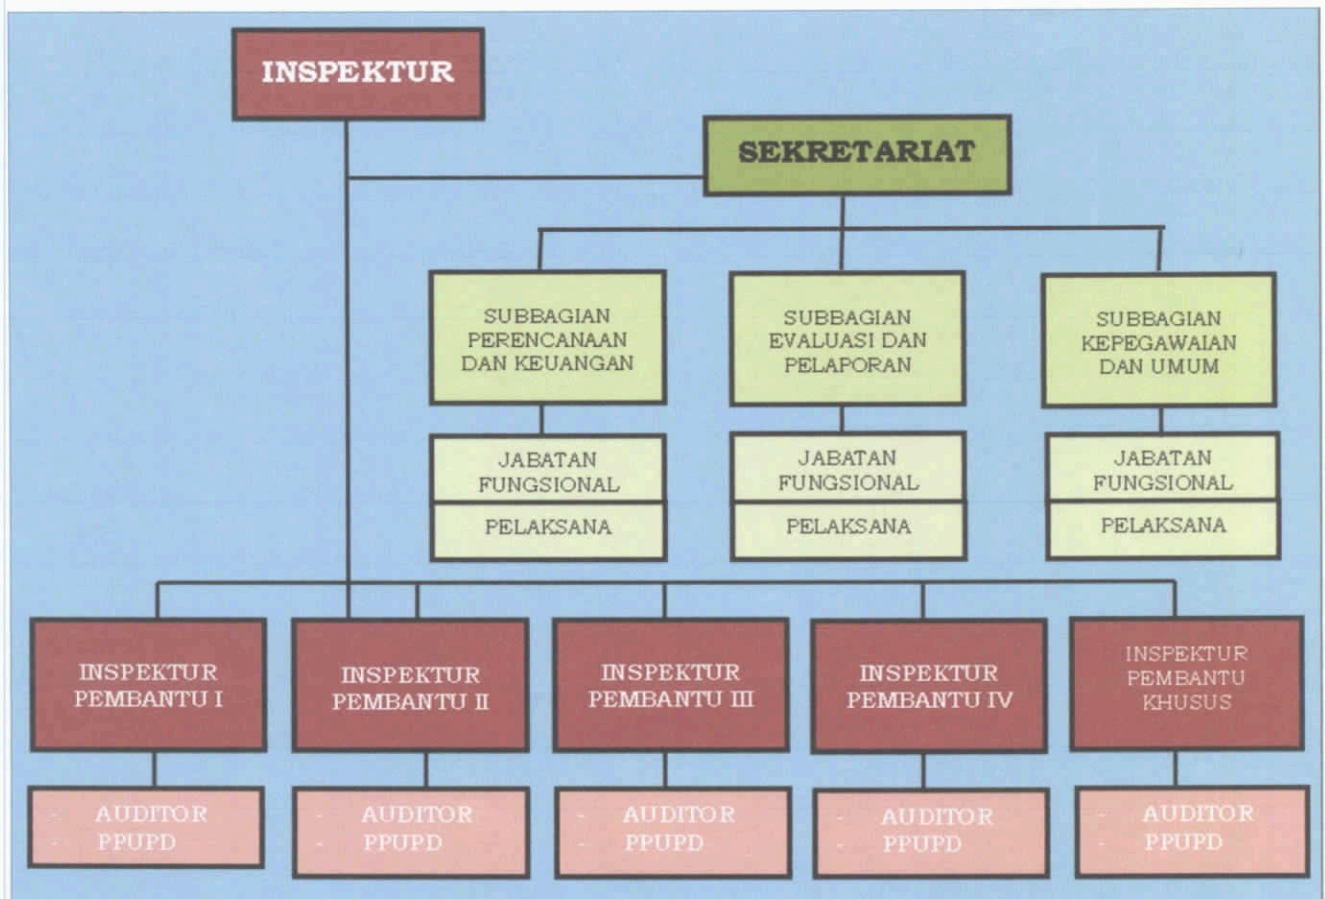 INSPEKTUR
SEKRETARIAT
SUBBAGIAN
PERENCANAAN
DAN KEUANGAN
SUBBAGIAN
EVALUASI DAN
PELAPORAN
SUBBAGIAN
KEPEGAWAIAN
DAN UMUM
JABATAN
FUNGSIONAL
PELAKSANA
JABATAN
FUNGSIONAL
PELAKSANA
JABATAN
FUNGSIONAL
PELAKSANA
INSPEKTUR
PEMBANTU I
INSPEKTUR
PEMBANTU II
INSPEKTUR
PEMBANTU III
INSPEKTUR
PEMBANTU IV
INSPEKTUR
PEMBANTU
KHUSUS
- AUDITOR
- PPUPD
- AUDITOR
- PPUPD
- AUDITOR
- PPUPD
- AUDITOR
- PPUPD
- AUDITOR
- PPUPD